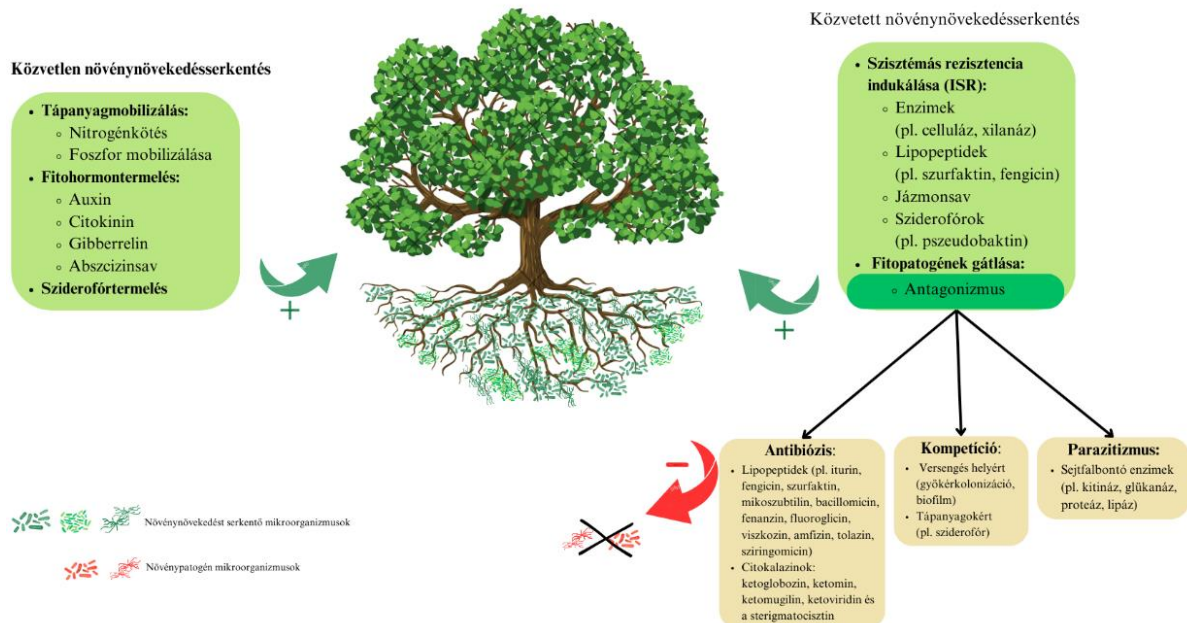 Közvetlen növénynövekedésserkentés
Tápanyagmobilizálás:
Nitrogénkötés
Foszfor mobilizálása
Fitohormontermelés:
Auxin
Citokinin
Gibberrelin
Abszcizinsav
Sziderofórtermelés
+
Közvetett növénynövekedésserkentés
Szisztémás rezisztencia
indukálása (ISR):
Enzimek
(pl. celluláz, xilanáz)
Lipopeptidek
(pl. szurfaktin, fengicin)
Jázmonsav
Sziderofórok
(pl. pszeudobaktin)
Fitopatogének gátlása:
Antagonizmus
+
Antibiózis:
Lipopeptidek (pl. iturin,
fengicin, szurfaktin,
mikoszubtilin, bacillomicin,
fenanzin, fluoroglicin,
viszkozin, amfizin, tolazin,
sziringomicin)
Citokalazinok:
ketoglobozin, ketomin,
ketomugilin, ketoviridin és
a sterigmatocisztin
Kompetíció:
Versengés helyért
(gyökérkolonizáció,
biofilm)
Tápanyagokért
(pl. sziderofór)
Parazitizmus:
Sejtfalbontó enzimek
(pl. kitináz, glükanáz,
proteáz, lipáz)
−
Növénynövekedést serkentő mikroorganizmusok
Növénypatogén mikroorganizmusok